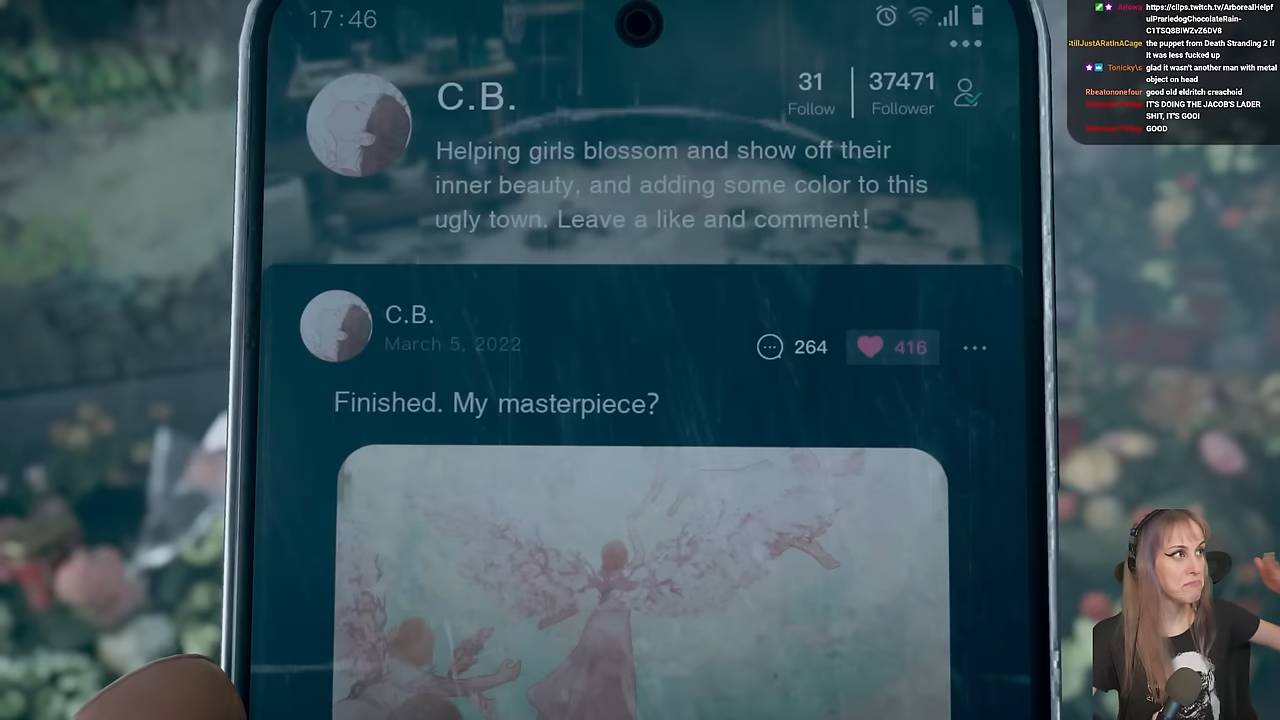 17:46
C.B.
31
Follow
37471
Follower
Helping girls blossom and show off their
inner beauty, and adding some color to this
ugly town. Leave a like and comment!
C.B.
March 5, 2022
264
416
Finished. My masterpiece?
https://clips.twitch.tv/ArborealHelpf
ulPrariedogChocolateRain-
StillJustARatInACage the puppet from Death Stranding 2 if
it was less fucked up
Tonicky\s glad it wasn't another man with metal
object on head
Rbeatononefour good old eldritch creachoid
IT'S DOING THE JACOB'S LADER
SHIT, IT'S GOOI
GOOD